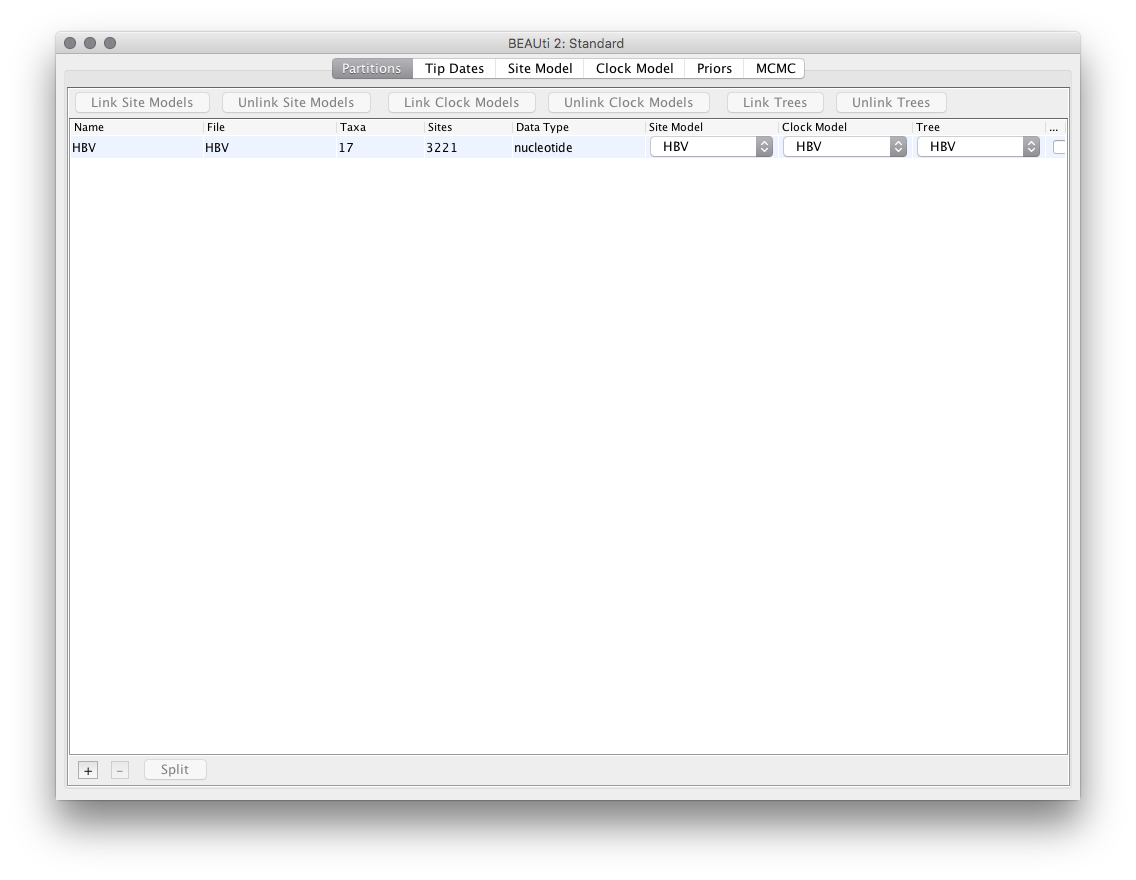 BEAUti 2: Standard
Partitions Tip Dates Site Model Clock Model Priors MCMC
Link Site Models Unlink Site Models Link Clock Models Unlink Clock Models Link Trees Unlink Trees
Name File Taxa Sites Data Type Site Model Clock Model Tree ...
HBV HBV 17 3221 nucleotide HBV HBV HBV
+ - Split